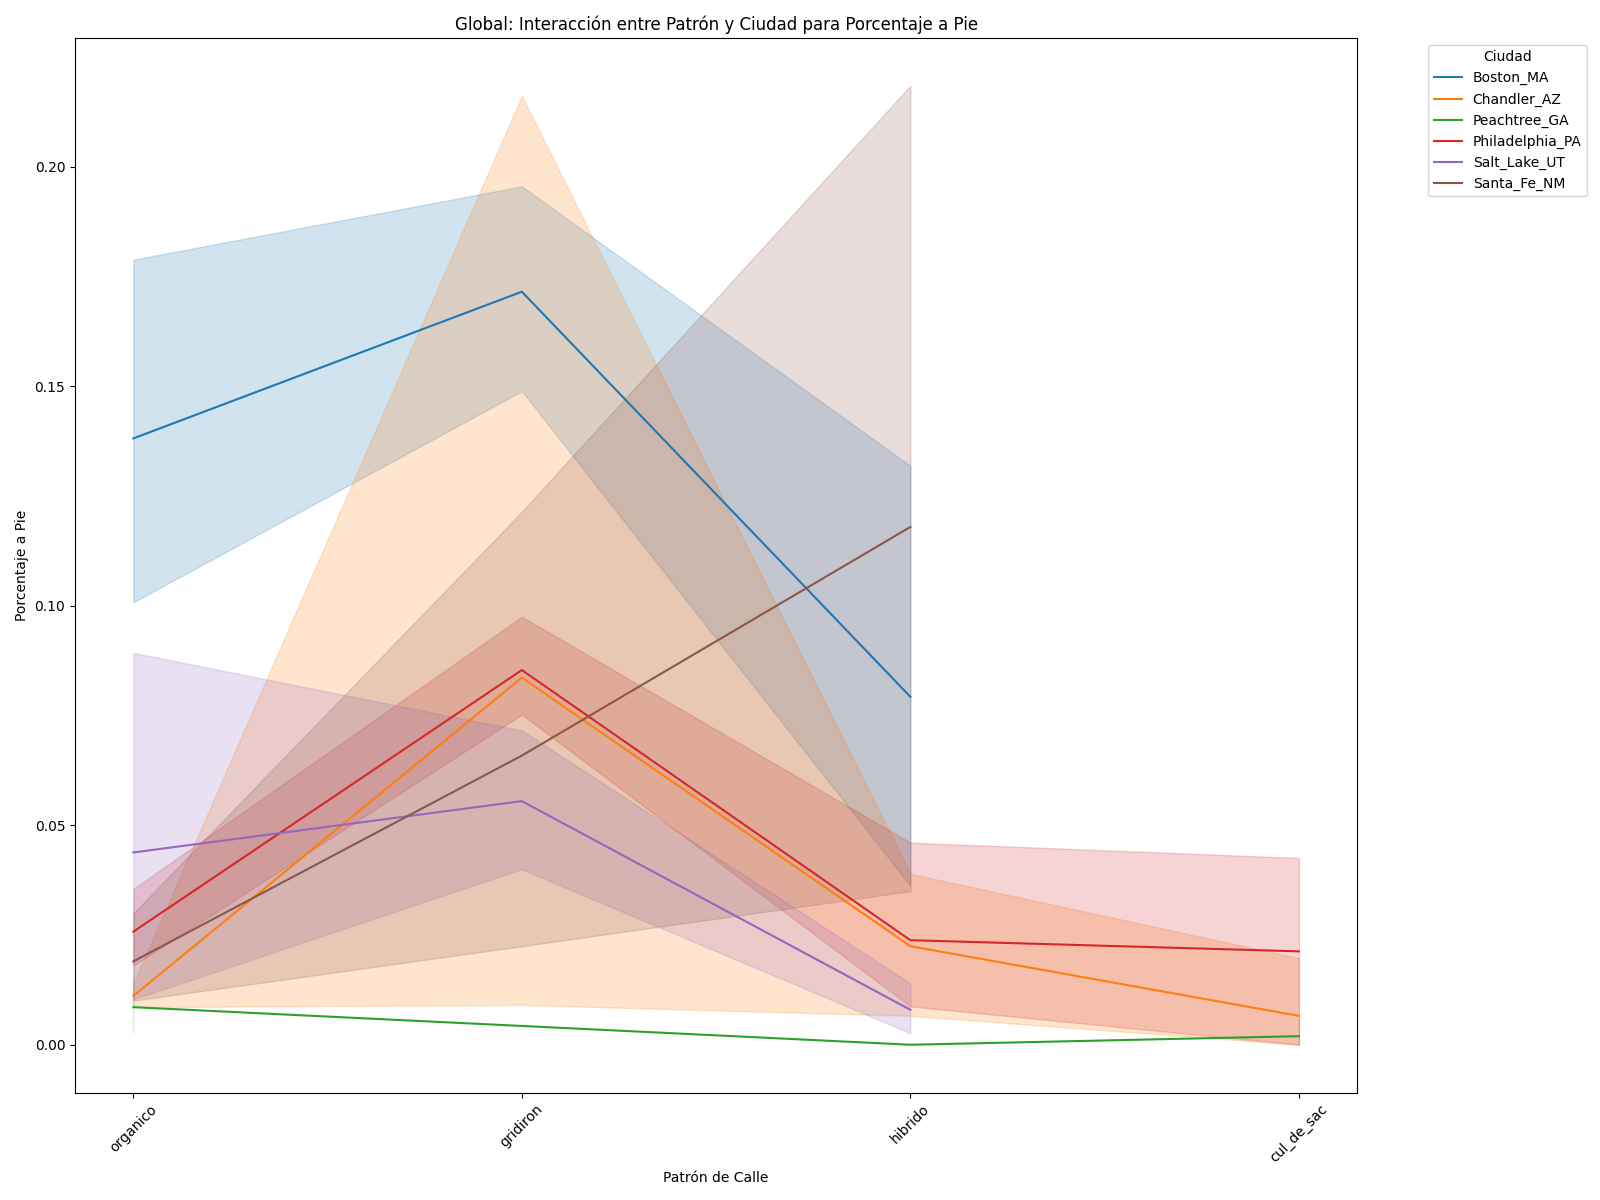 Global: Interacción entre Patrón y Ciudad para Porcentaje a Pie
Ciudad
Boston_MA
Chandler_AZ
Peachtree_GA
Philadelphia_PA
Salt_Lake_UT
Santa_Fe_NM
Porcentaje a Pie
0.20
0.15
0.10
0.05
0.00
organico
gridiron
hibrido
cul_de_sac
Patrón de Calle